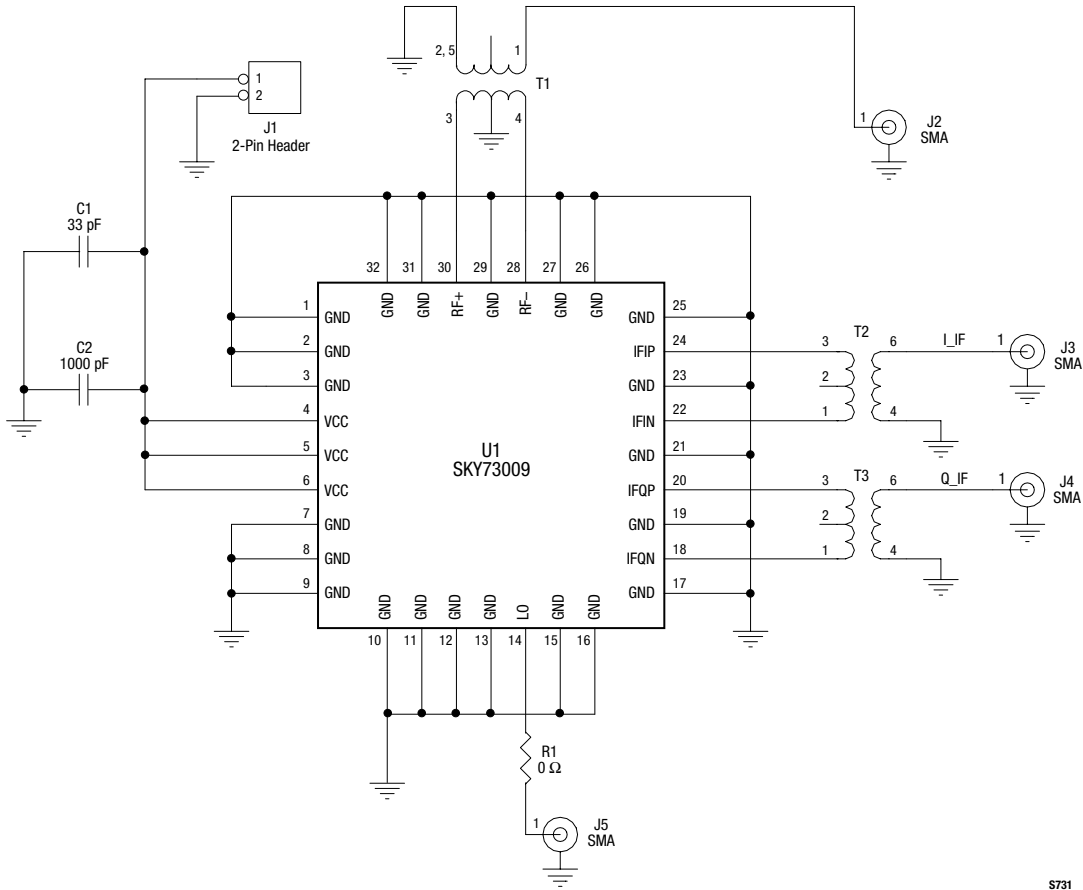 2, 5
1
T1
3
4
1
2
J1
2-Pin Header
1
J2
SMA
C1
33 pF
C2
1000 pF
32
31
30
29
28
27
26
GND
GND
RF+
GND
RF–
GND
GND
1
GND
2
GND
3
GND
4
VCC
5
VCC
6
VCC
7
GND
8
GND
9
GND
U1
SKY73009
25
GND
24
IFIP
23
GND
22
IFIN
21
GND
20
IFQP
19
GND
18
IFQN
17
GND
T2
3
2
1
6
4
I_IF
1
J3
SMA
T3
3
2
1
6
4
Q_IF
1
J4
SMA
GND
GND
GND
GND
LO
GND
GND
10
11
12
13
14
15
16
R1
0 Ω
1
J5
SMA
S731